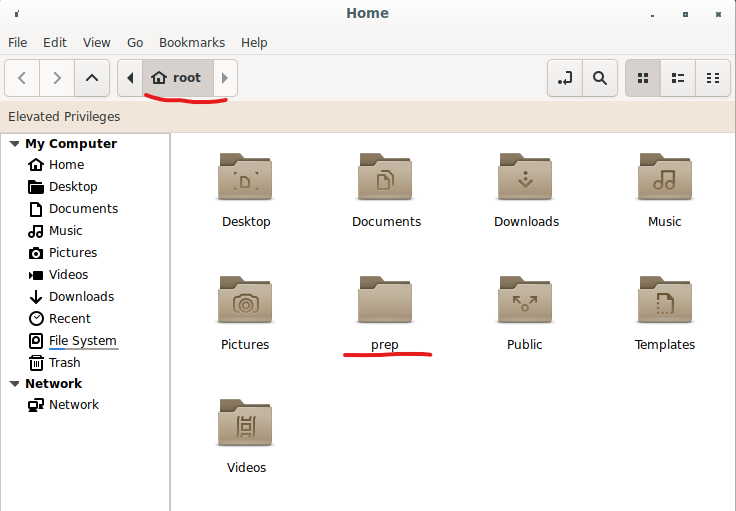 Home
File Edit View Go Bookmarks Help
root
Elevated Privileges
My Computer
Home
Desktop
Documents
Music
Pictures
Videos
Downloads
Recent
File System
Trash
Network
Network
Desktop Documents Downloads Music
Pictures prep Public Templates
Videos